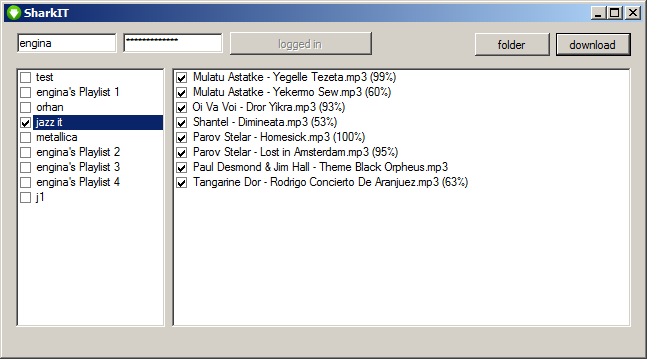 SharkIT
engina ************* logged in folder download
test
engina's Playlist 1
orhan
jazz it
metallica
engina's Playlist 2
engina's Playlist 3
engina's Playlist 4
j1
Mulatu Astatke - Yegelle Tezeta.mp3 (99%)
Mulatu Astatke - Yekermo Sew.mp3 (60%)
Oi Va Voi - Dror Yikra.mp3 (93%)
Shantel - Dimineata.mp3 (53%)
Parov Stelar - Homesick.mp3 (100%)
Parov Stelar - Lost in Amsterdam.mp3 (95%)
Paul Desmond & Jim Hall - Theme Black Orpheus.mp3
Tangarine Dor - Rodrigo Concierto De Aranjuez.mp3 (63%)